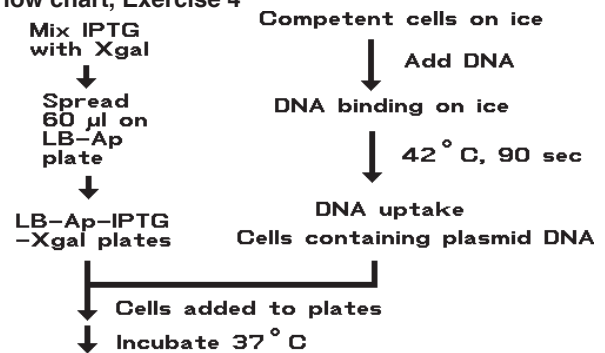 low chart, Exercise 4
Mix IPTG
with Xgal
Spread
60 µl on
LB-Ap
plate
LB-Ap-IPTG
-Xgal plates
Competent cells on ice
Add DNA
DNA binding on ice
42°C, 90 sec
DNA uptake
Cells containing plasmid DNA
Cells added to plates
Incubate 37°C